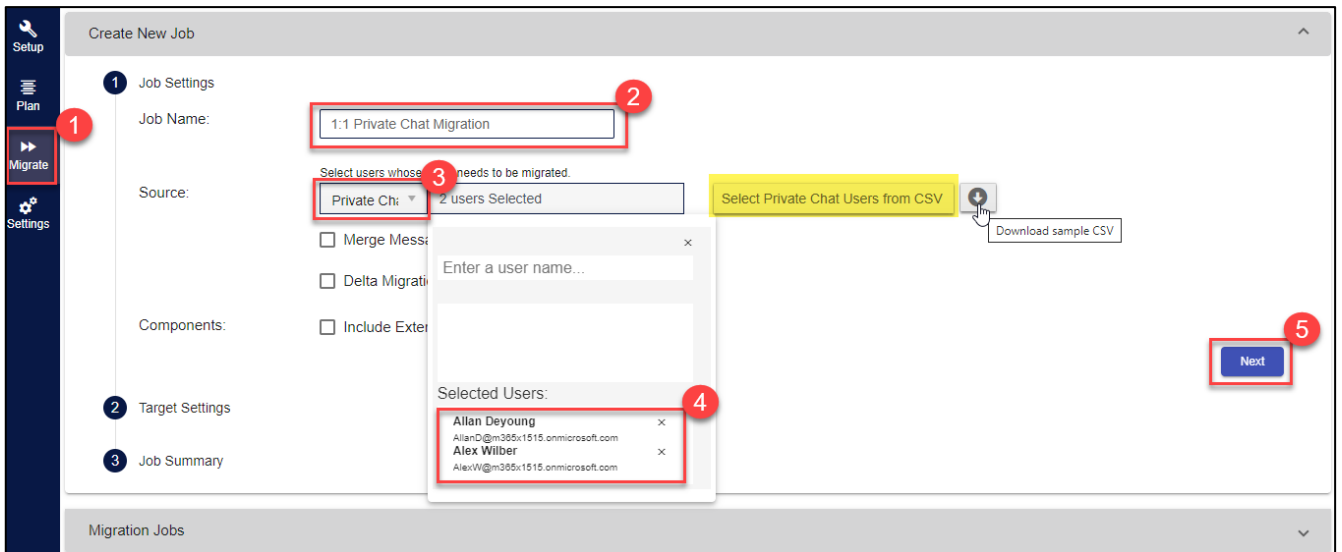 Setup
Plan
1
Migrate
Settings
Create New Job
1 Job Settings
Job Name:
1:1 Private Chat Migration
2
Select users whose needs to be migrated.
3
Source:
Private Cha
2 users Selected
Select Private Chat Users from CSV
Download sample CSV
Merge Messa
Delta Migrati
Components:
Include Exter
×
Enter a user name...
Selected Users:
4
Allan Deyoung ×
AllanD@m365x1515.onmicrosoft.com
Alex Wilber ×
AlexW@m365x1515.onmicrosoft.com
5
Next
2 Target Settings
3 Job Summary
Migration Jobs